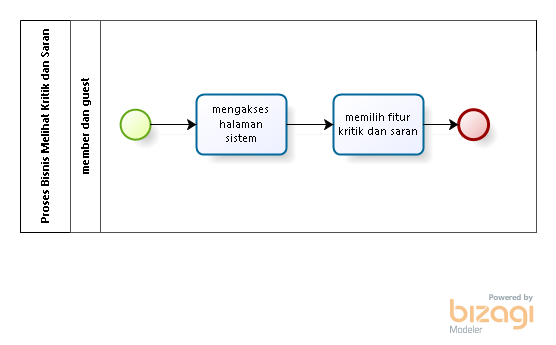 Proses Bisnis Melihat Kritik dan Saran
member dan guest
mengakses
halaman
sistem
memilih fitur
kritik dan saran
Powered by
bizagi
Modeler